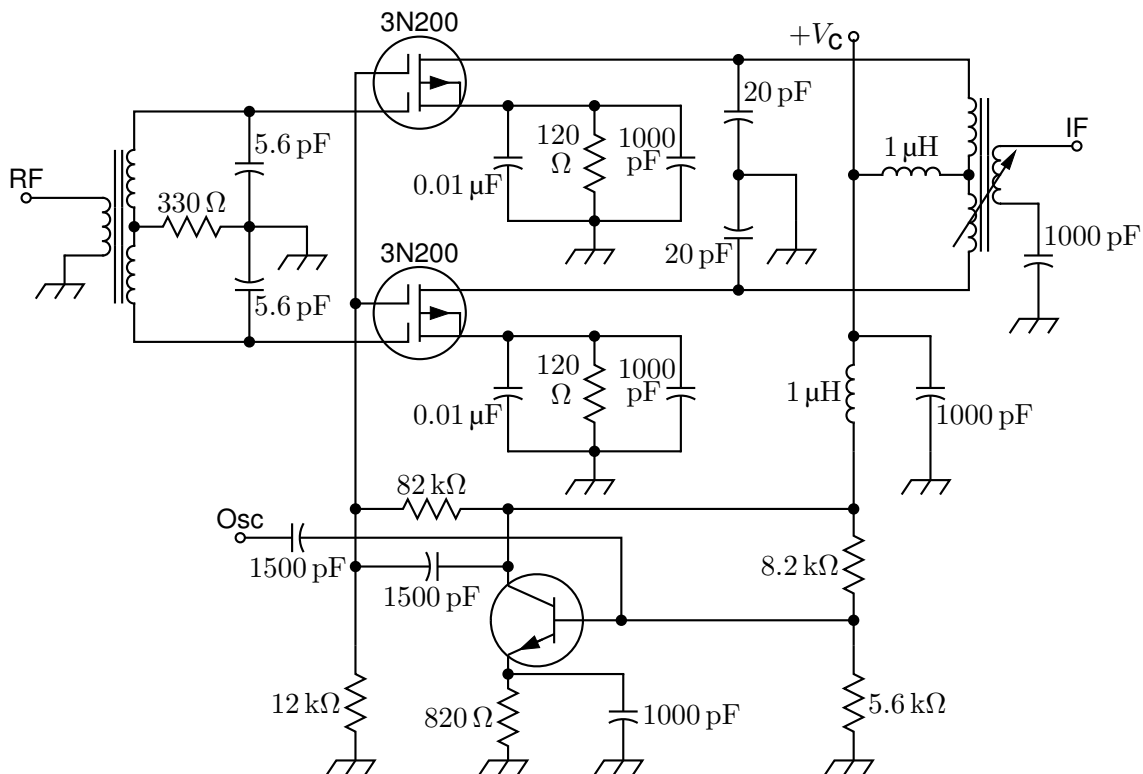 3N200
+VC
20 pF
5.6 pF
120
Ω
1000
pF
1 µH
IF
RF
330 Ω
0.01 µF
1000 pF
3N200
20 pF
5.6 pF
120
Ω
1000
pF
1 µH
0.01 µF
1000 pF
82 kΩ
Osc
1500 pF
1500 pF
8.2 kΩ
12 kΩ
820 Ω
1000 pF
5.6 kΩ